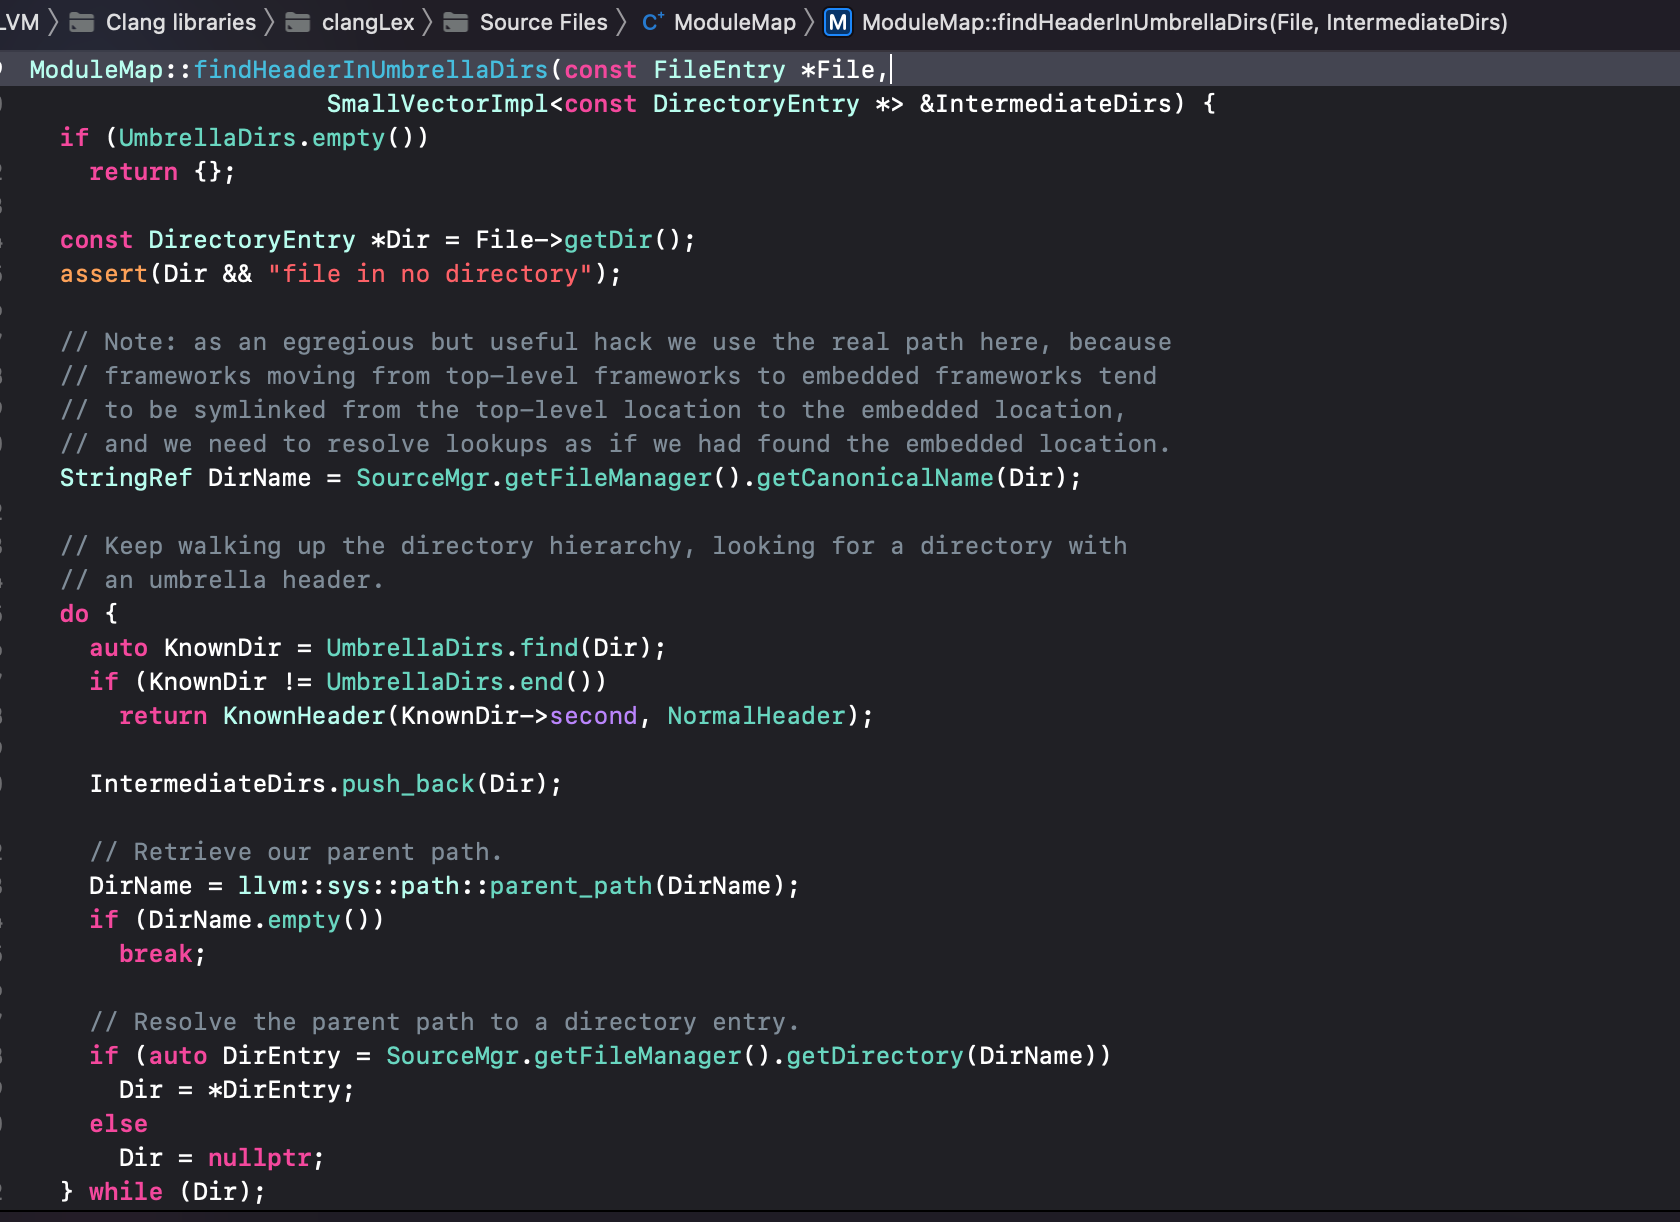 LVM 〉 Clang libraries 〉 clangLex 〉 Source Files 〉 C⁺ ModuleMap 〉 M ModuleMap::findHeaderInUmbrellaDirs(File, IntermediateDirs)
ModuleMap::findHeaderInUmbrellaDirs(const FileEntry *File,
                    SmallVectorImpl<const DirectoryEntry *> &IntermediateDirs) {
  if (UmbrellaDirs.empty())
    return {};

  const DirectoryEntry *Dir = File->getDir();
  assert(Dir && "file in no directory");

  // Note: as an egregious but useful hack we use the real path here, because
  // frameworks moving from top-level frameworks to embedded frameworks tend
  // to be symlinked from the top-level location to the embedded location,
  // and we need to resolve lookups as if we had found the embedded location.
  StringRef DirName = SourceMgr.getFileManager().getCanonicalName(Dir);

  // Keep walking up the directory hierarchy, looking for a directory with
  // an umbrella header.
  do {
    auto KnownDir = UmbrellaDirs.find(Dir);
    if (KnownDir != UmbrellaDirs.end())
      return KnownHeader(KnownDir->second, NormalHeader);

    IntermediateDirs.push_back(Dir);

    // Retrieve our parent path.
    DirName = llvm::sys::path::parent_path(DirName);
    if (DirName.empty())
      break;

    // Resolve the parent path to a directory entry.
    if (auto DirEntry = SourceMgr.getFileManager().getDirectory(DirName))
      Dir = *DirEntry;
    else
      Dir = nullptr;
  } while (Dir);